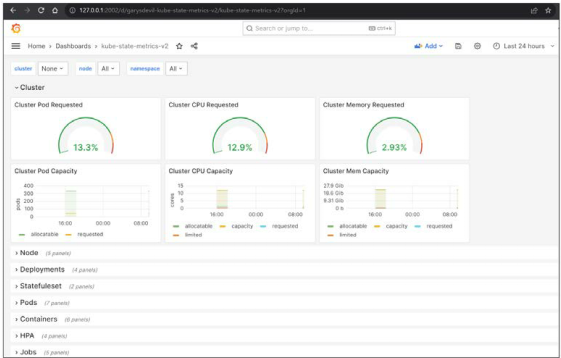 127.0.0.1:2002/d/garysdevil-kube-state-metrics-v2/kube-state-metrics-v2?orgId=1
Search or jump to... ctrl+k
Home › Dashboards › kube-state-metrics-v2 Add Last 24 hours
cluster None node All namespace All
Cluster
Cluster Pod Requested Cluster CPU Requested Cluster Memory Requested
13.3% 12.9% 2.93%
Cluster Pod Capacity Cluster CPU Capacity Cluster Mem Capacity
400 15 27.9 GiB
300 10 18.6 GiB
200 5 9.31 GiB
100 0 0 B
0
pods cores
16:00 00:00 08:00 16:00 00:00 08:00 16:00 00:00 08:00
allocatable requested allocatable capacity requested allocatable capacity requested
limited limited
Node (5 panels)
Deployments (4 panels)
Statefuleset (2 panels)
Pods (7 panels)
Containers (6 panels)
HPA (4 panels)
Jobs (5 panels)